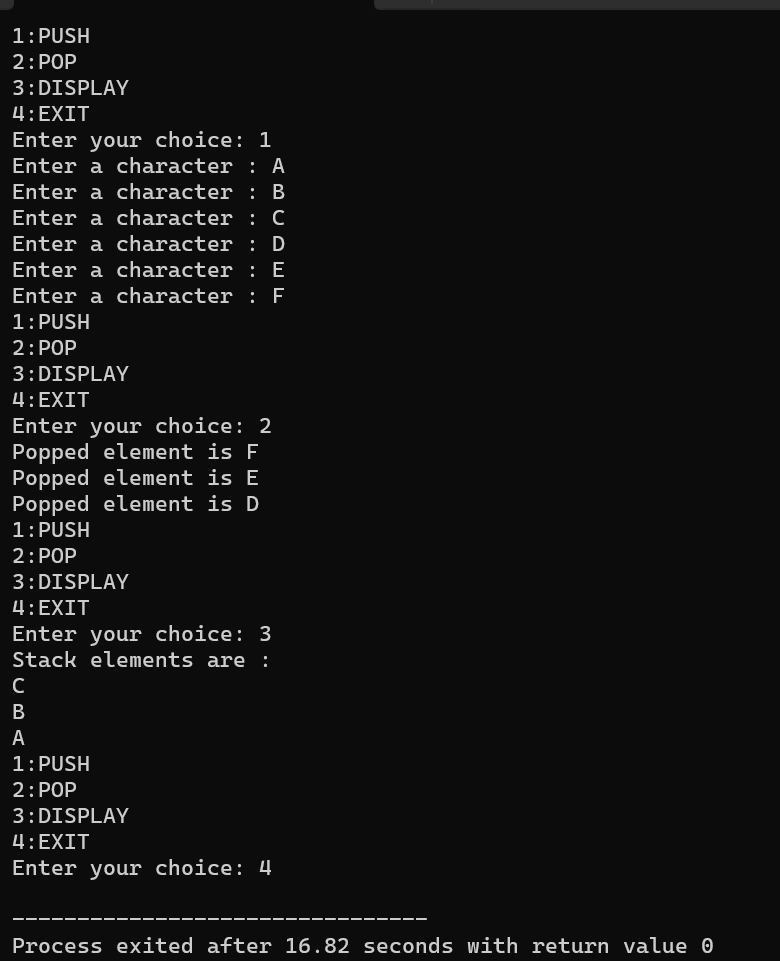 1:PUSH
2:POP
3:DISPLAY
4:EXIT
Enter your choice: 1
Enter a character : A
Enter a character : B
Enter a character : C
Enter a character : D
Enter a character : E
Enter a character : F
1:PUSH
2:POP
3:DISPLAY
4:EXIT
Enter your choice: 2
Popped element is F
Popped element is E
Popped element is D
1:PUSH
2:POP
3:DISPLAY
4:EXIT
Enter your choice: 3
Stack elements are :
C
B
A
1:PUSH
2:POP
3:DISPLAY
4:EXIT
Enter your choice: 4
--------------------------------
Process exited after 16.82 seconds with return value 0